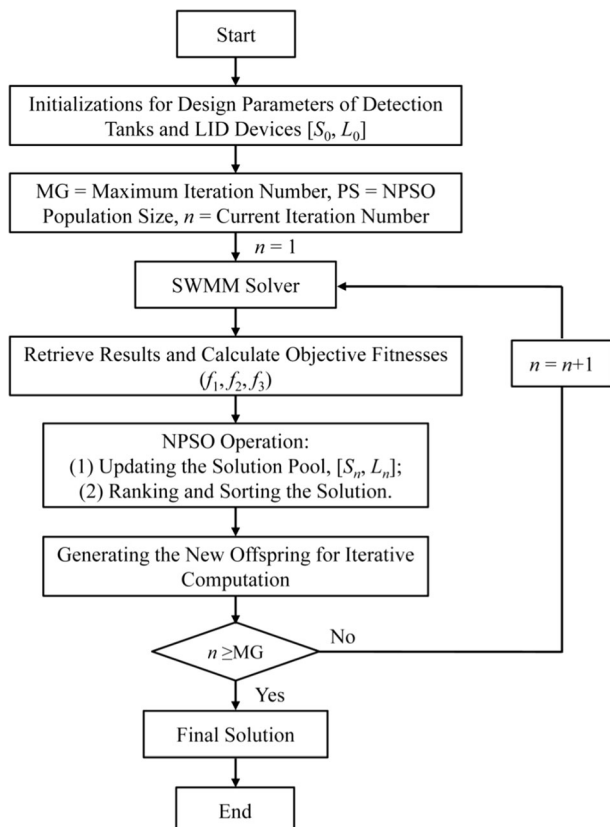 Start
Initializations for Design Parameters of Detection
Tanks and LID Devices [S₀, L₀]
MG = Maximum Iteration Number, PS = NPSO
Population Size, n = Current Iteration Number
n = 1
SWMM Solver
Retrieve Results and Calculate Objective Fitnesses
(f₁, f₂, f₃)
n = n+1
NPSO Operation:
(1) Updating the Solution Pool, [Sₙ, Lₙ];
(2) Ranking and Sorting the Solution.
Generating the New Offspring for Iterative
Computation
n ≥MG
No
Yes
Final Solution
End